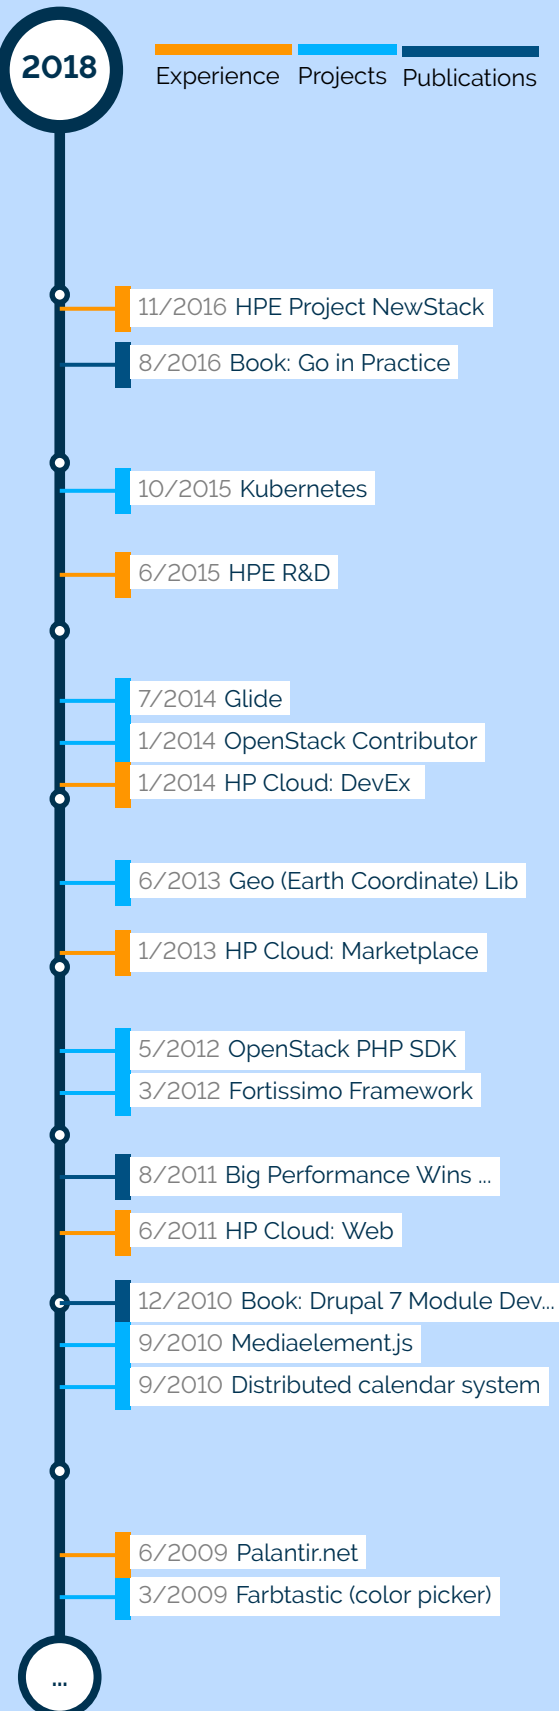 2018
Experience Projects Publications
11/2016 HPE Project NewStack
8/2016 Book: Go in Practice
10/2015 Kubernetes
6/2015 HPE R&D
7/2014 Glide
1/2014 OpenStack Contributor
1/2014 HP Cloud: DevEx
6/2013 Geo (Earth Coordinate) Lib
1/2013 HP Cloud: Marketplace
5/2012 OpenStack PHP SDK
3/2012 Fortissimo Framework
8/2011 Big Performance Wins ...
6/2011 HP Cloud: Web
12/2010 Book: Drupal 7 Module Dev...
9/2010 Mediaelement.js
9/2010 Distributed calendar system
6/2009 Palantir.net
3/2009 Farbtastic (color picker)
...